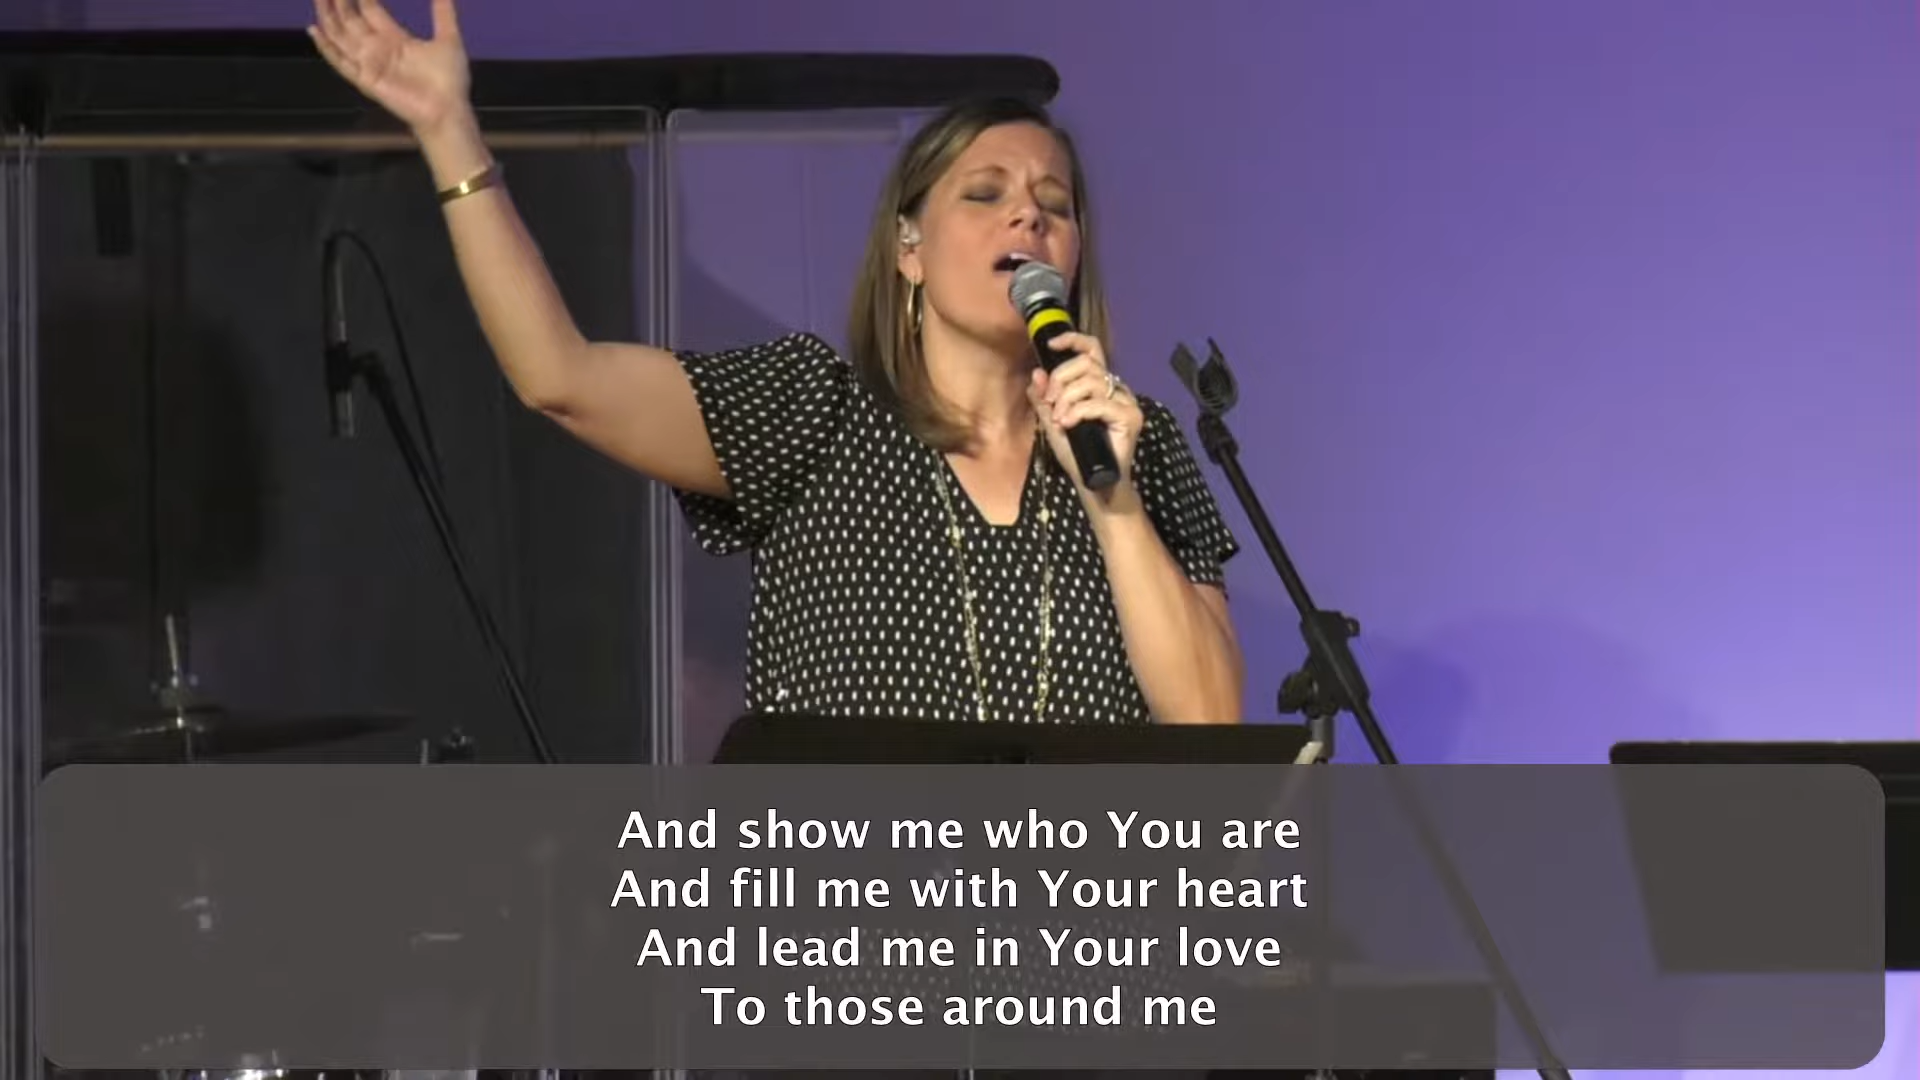 And show me who You are
And fill me with Your heart
And lead me in Your love
To those around me